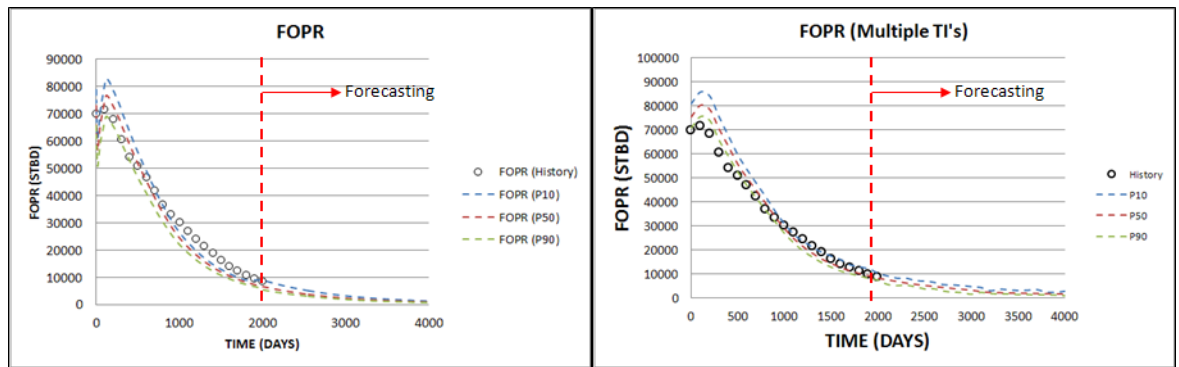 FOPR
90000
80000
70000
60000
50000
40000
30000
20000
10000
0
FOPR (STBD)
0
1000
2000
3000
4000
TIME (DAYS)
Forecasting
FOPR (History)
FOPR (P10)
FOPR (P50)
FOPR (P90)
FOPR (Multiple TI's)
100000
90000
80000
70000
60000
50000
40000
30000
20000
10000
0
FOPR (STBD)
0
500
1000
1500
2000
2500
3000
3500
4000
TIME (DAYS)
Forecasting
History
P10
P50
P90